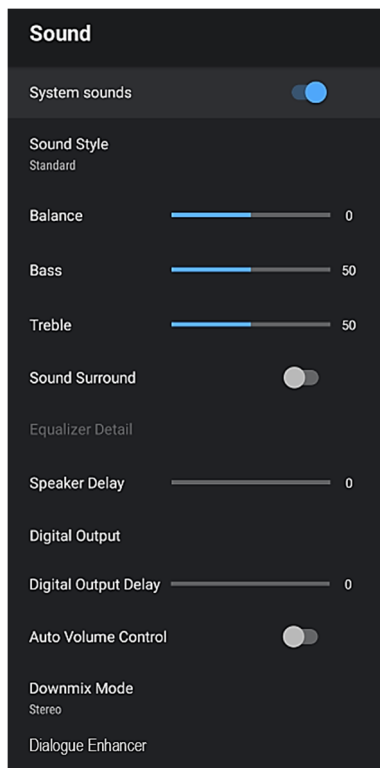 Sound
System sounds
Sound Style
Standard
Balance 0
Bass 50
Treble 50
Sound Surround
Equalizer Detail
Speaker Delay 0
Digital Output
Digital Output Delay 0
Auto Volume Control
Downmix Mode
Stereo
Dialogue Enhancer